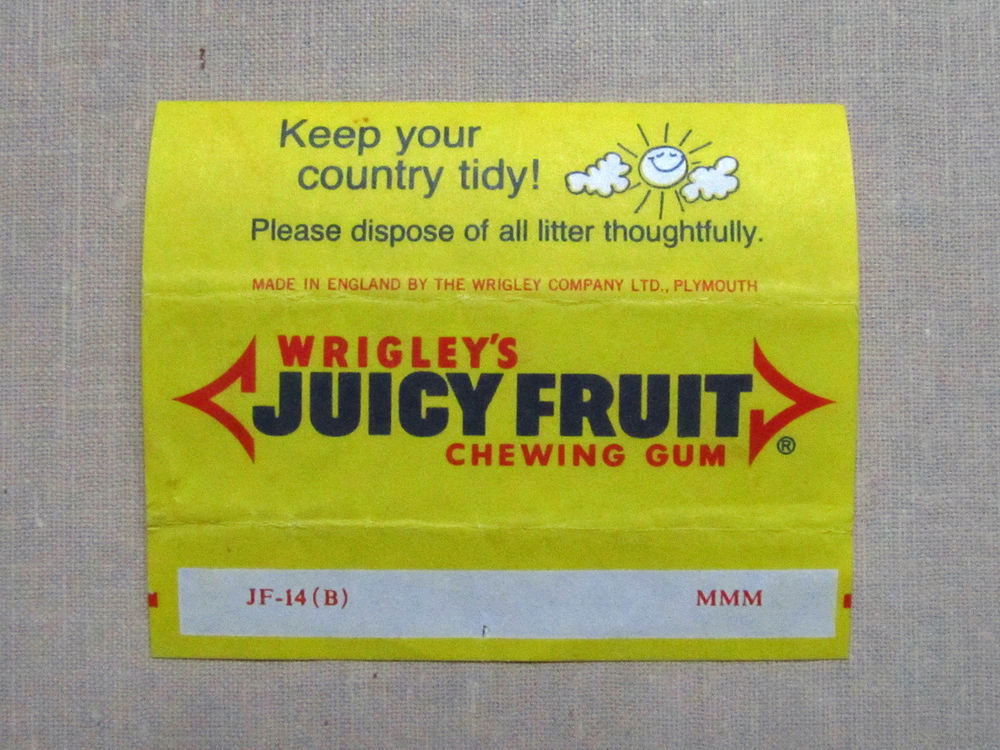 Keep your
country tidy!
Please dispose of all litter thoughtfully.
MADE IN ENGLAND BY THE WRIGLEY COMPANY LTD., PLYMOUTH
WRIGLEY'S
JUICY FRUIT
CHEWING GUM ®
JF-14(B) MMM